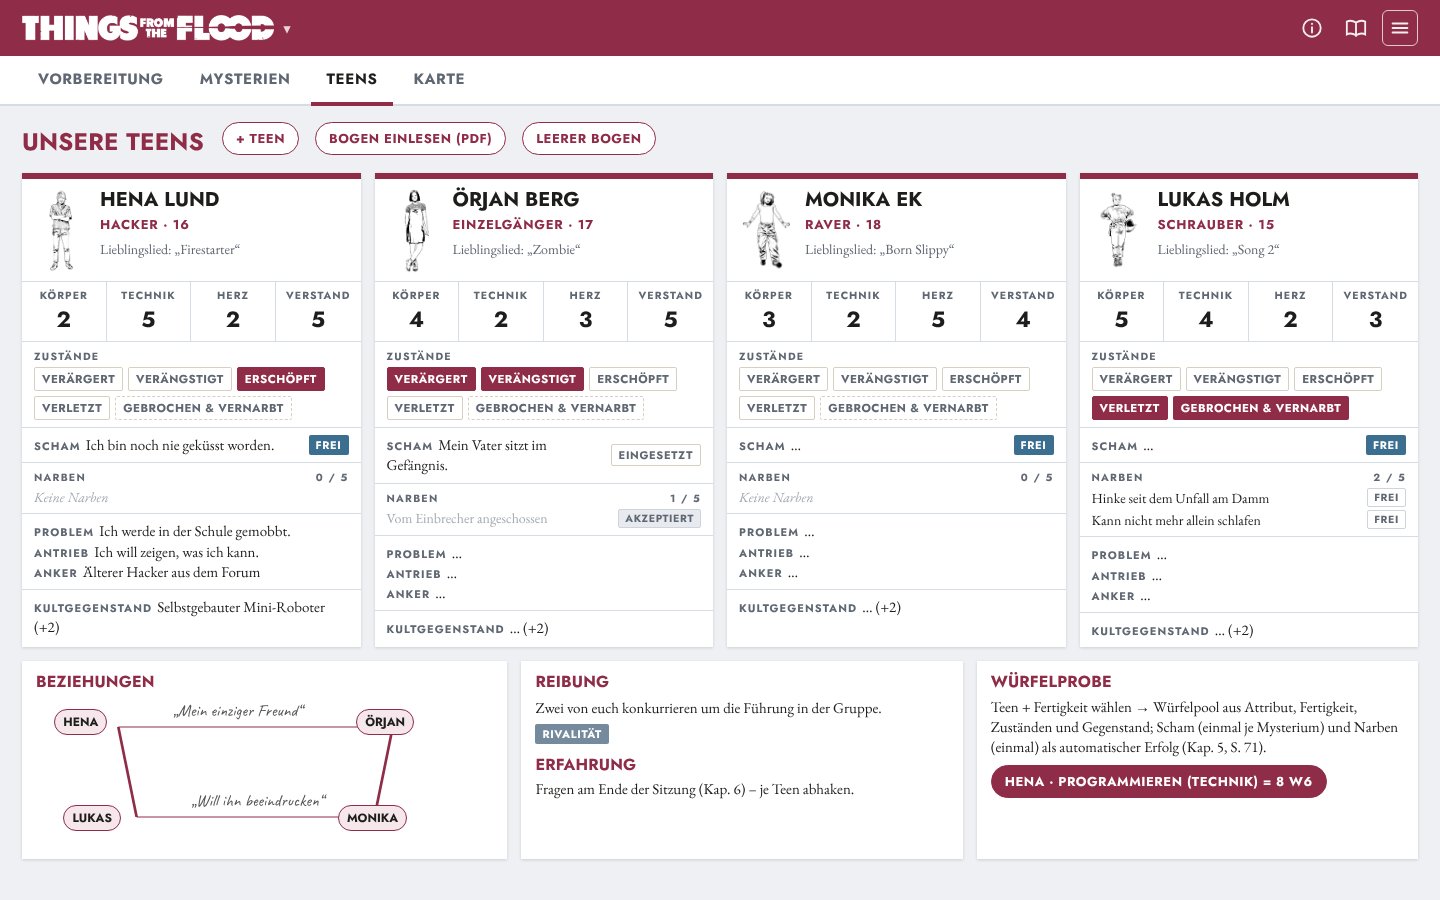 THINGS FROM THE FLOOD ▾
VORBEREITUNG MYSTERIEN TEENS KARTE
UNSERE TEENS + TEEN BOGEN EINLESEN (PDF) LEERER BOGEN
HENA LUND
HACKER · 16
Lieblingslied: „Firestarter“
KÖRPER TECHNIK HERZ VERSTAND
2 5 2 5
ZUSTÄNDE
VERÄRGERT VERÄNGSTIGT ERSCHÖPFT
VERLETZT GEBROCHEN & VERNARBT
SCHAM Ich bin noch nie geküsst worden. FREI
NARBEN 0 / 5
Keine Narben
PROBLEM Ich werde in der Schule gemobbt.
ANTRIEB Ich will zeigen, was ich kann.
ANKER Älterer Hacker aus dem Forum
KULTGEGENSTAND Selbstgebauter Mini-Roboter
(+2)
ÖRJAN BERG
EINZELGÄNGER · 17
Lieblingslied: „Zombie“
KÖRPER TECHNIK HERZ VERSTAND
4 2 3 5
ZUSTÄNDE
VERÄRGERT VERÄNGSTIGT ERSCHÖPFT
VERLETZT GEBROCHEN & VERNARBT
SCHAM Mein Vater sitzt im
Gefängnis. EINGESETZT
NARBEN 1 / 5
Vom Einbrecher angeschossen AKZEPTIERT
PROBLEM ...
ANTRIEB ...
ANKER ...
KULTGEGENSTAND ... (+2)
MONIKA EK
RAVER · 18
Lieblingslied: „Born Slippy“
KÖRPER TECHNIK HERZ VERSTAND
3 2 5 4
ZUSTÄNDE
VERÄRGERT VERÄNGSTIGT ERSCHÖPFT
VERLETZT GEBROCHEN & VERNARBT
SCHAM ... FREI
NARBEN 0 / 5
Keine Narben
PROBLEM ...
ANTRIEB ...
ANKER ...
KULTGEGENSTAND ... (+2)
LUKAS HOLM
SCHRAUBER · 15
Lieblingslied: „Song 2“
KÖRPER TECHNIK HERZ VERSTAND
5 4 2 3
ZUSTÄNDE
VERÄRGERT VERÄNGSTIGT ERSCHÖPFT
VERLETZT GEBROCHEN & VERNARBT
SCHAM ... FREI
NARBEN 2 / 5
Hinke seit dem Unfall am Damm FREI
Kann nicht mehr allein schlafen FREI
PROBLEM ...
ANTRIEB ...
ANKER ...
KULTGEGENSTAND ... (+2)
BEZIEHUNGEN
„Mein einziger Freund“
HENA ÖRJAN
„Will ihn beeindrucken“
LUKAS MONIKA
REIBUNG
Zwei von euch konkurrieren um die Führung in der Gruppe.
RIVALITÄT
ERFAHRUNG
Fragen am Ende der Sitzung (Kap. 6) – je Teen abhaken.
WÜRFELPROBE
Teen + Fertigkeit wählen → Würfelpool aus Attribut, Fertigkeit,
Zuständen und Gegenstand; Scham (einmal je Mysterium) und Narben
(einmal) als automatischer Erfolg (Kap. 5, S. 71).
HENA · PROGRAMMIEREN (TECHNIK) = 8 W6